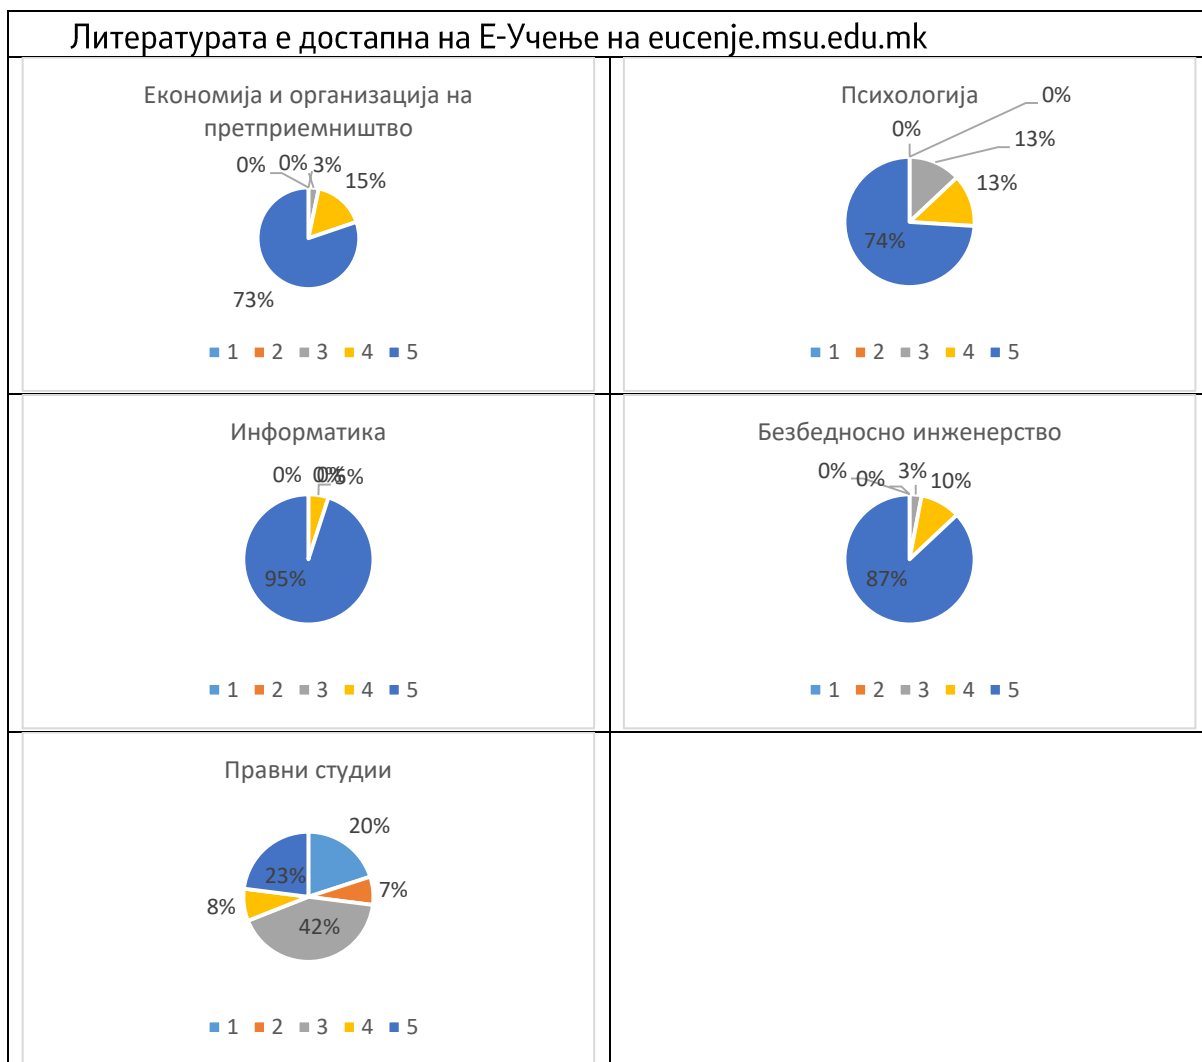 Литературата е достапна на Е-Учење на eucenje.msu.edu.mk
Економија и организација на
претприемништво
0% 0% 3%
15%
73%
1 2 3 4 5
Психологија
0%
0%
13%
13%
74%
1 2 3 4 5
Информатика
0% 0% 5%
95%
1 2 3 4 5
Безбедносно инженерство
0% 0% 3% 10%
87%
1 2 3 4 5
Правни студии
20%
23%
7%
8%
42%
1 2 3 4 5